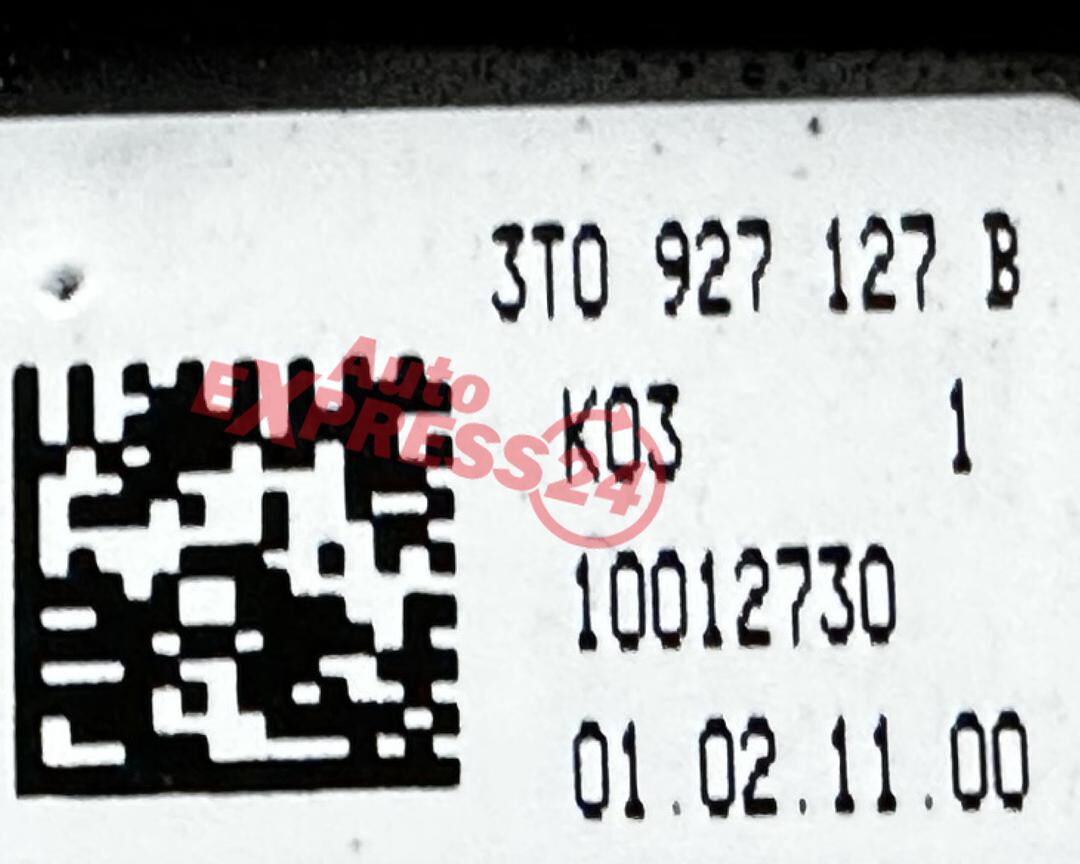 3T0 927 127 B
Auto
EXPRESS24
K03 1
10012730
01.02.11.00